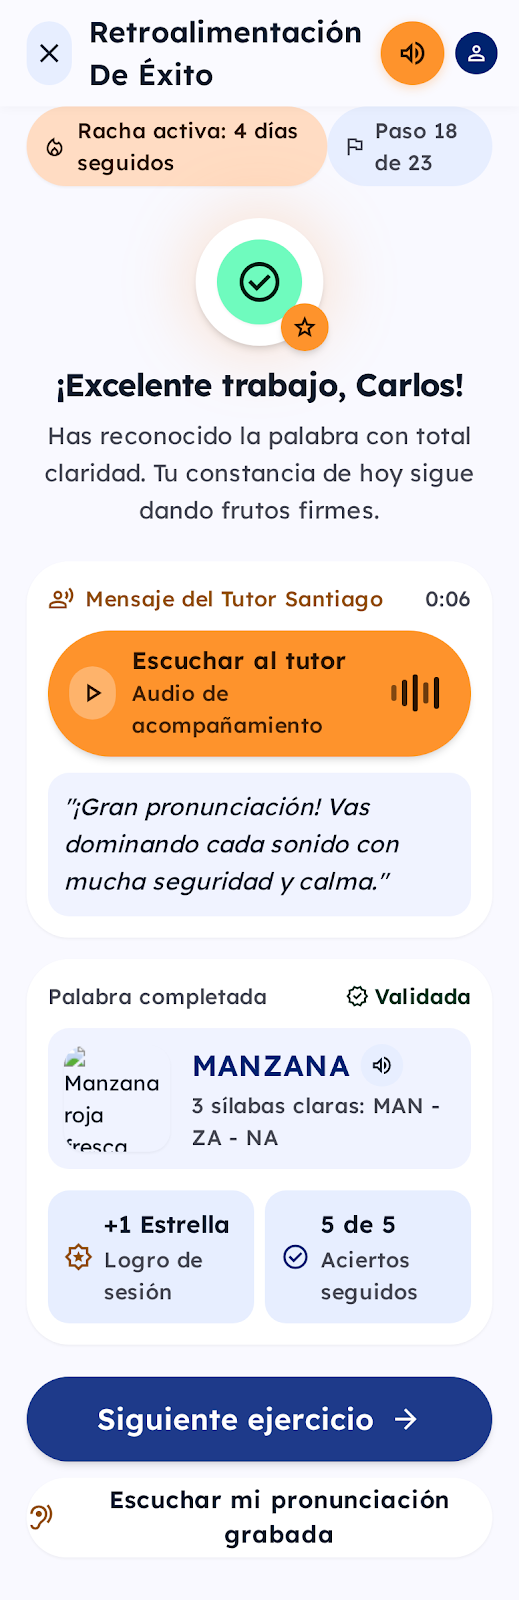 Retroalimentación
De Éxito
Racha activa: 4 días
seguidos
Paso 18
de 23
¡Excelente trabajo, Carlos!
Has reconocido la palabra con total
claridad. Tu constancia de hoy sigue
dando frutos firmes.
Mensaje del Tutor Santiago
0:06
Escuchar al tutor
Audio de
acompañamiento
"¡Gran pronunciación! Vas
dominando cada sonido con
mucha seguridad y calma."
Palabra completada
Validada
Manzana
roja
fresca
MANZANA
3 sílabas claras: MAN -
ZA - NA
+1 Estrella
Logro de
sesión
5 de 5
Aciertos
seguidos
Siguiente ejercicio
Escuchar mi pronunciación
grabada